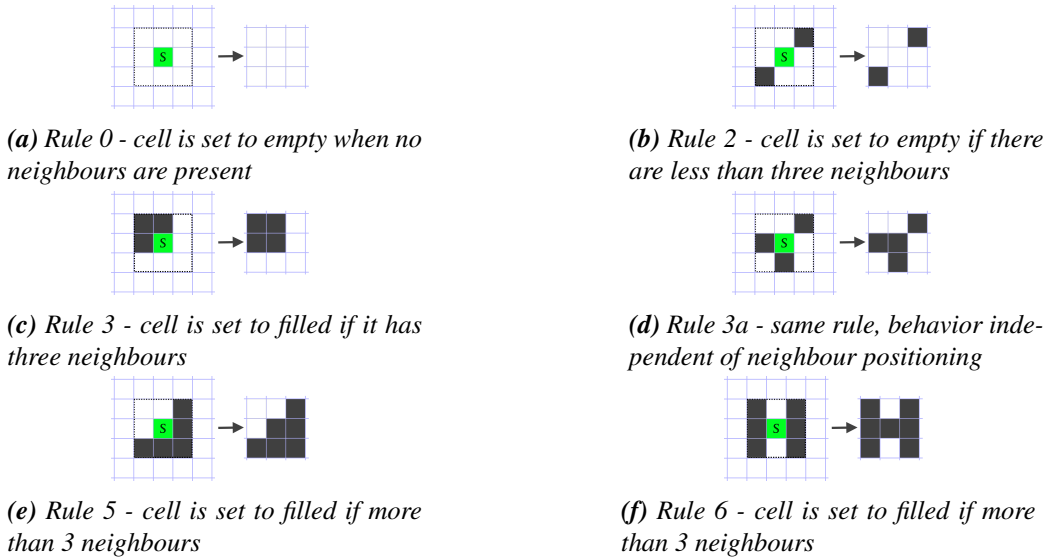 S
S
(a) Rule 0 - cell is set to empty when no
neighbours are present
(b) Rule 2 - cell is set to empty if there
are less than three neighbours
S
S
(c) Rule 3 - cell is set to filled if it has
three neighbours
(d) Rule 3a - same rule, behavior inde-
pendent of neighbour positioning
S
S
(e) Rule 5 - cell is set to filled if more
than 3 neighbours
(f) Rule 6 - cell is set to filled if more
than 3 neighbours